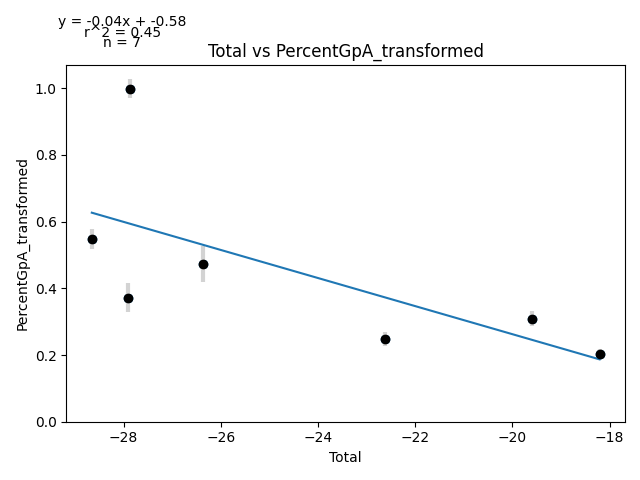 y = -0.04x + -0.58
r^2 = 0.45
n = 7
Total vs PercentGpA_transformed
1.0
0.8
0.6
0.4
0.2
0.0
PercentGpA_transformed
−28 −26 −24 −22 −20 −18
Total